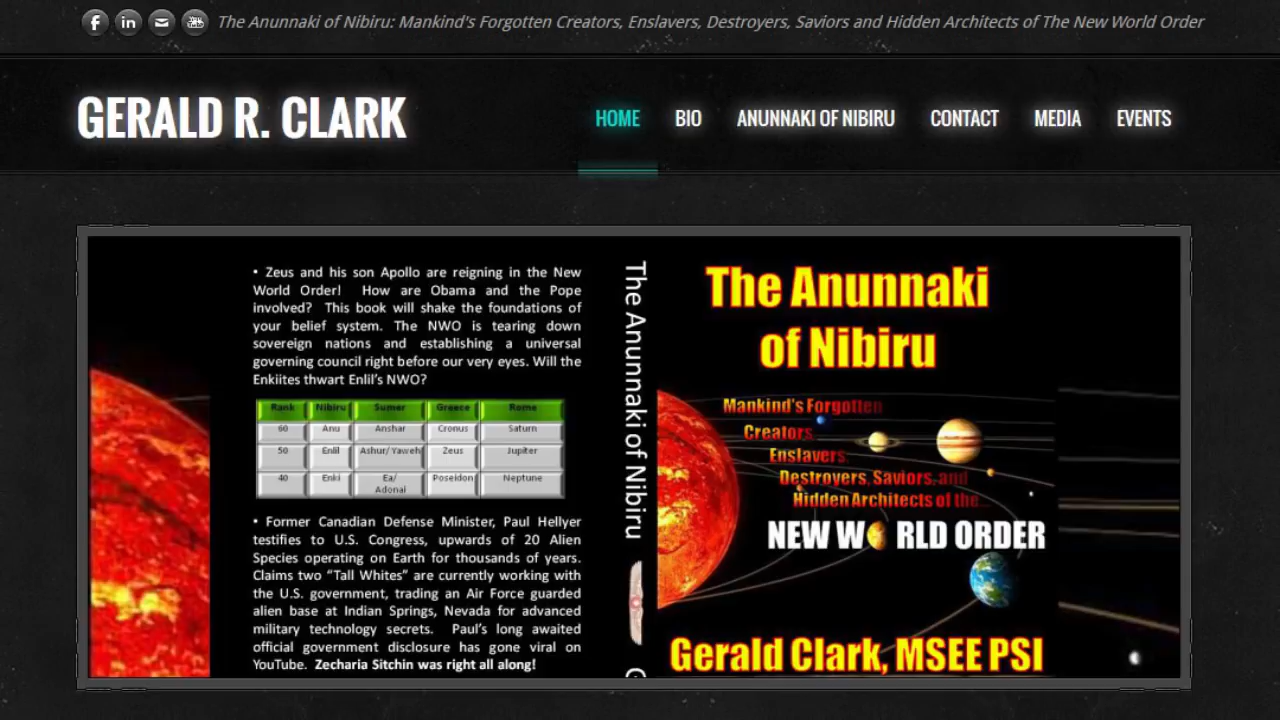 The Anunnaki of Nibiru: Mankind's Forgotten Creators, Enslavers, Destroyers, Saviors and Hidden Architects of The New World Order
GERALD R. CLARK
HOME BIO ANUNNAKI OF NIBIRU CONTACT MEDIA EVENTS
• Zeus and his son Apollo are reigning in the New
World Order! How are Obama and the Pope
involved? This book will shake the foundations of
your belief system. The NWO is tearing down
sovereign nations and establishing a universal
governing council right before our very eyes. Will the
Enkiites thwart Enlil's NWO?
Rank Nibiru Sumer Greece Rome
60 Anu Anshar Cronus Saturn
50 Enlil Ashur/ Yaweh Zeus Jupiter
40 Enki Ea/ Poseidon Neptune
Adonai
• Former Canadian Defense Minister, Paul Hellyer
testifies to U.S. Congress, upwards of 20 Alien
Species operating on Earth for thousands of years.
Claims two “Tall Whites” are currently working with
the U.S. government, trading an Air Force guarded
alien base at Indian Springs, Nevada for advanced
military technology secrets. Paul's long awaited
official government disclosure has gone viral on
YouTube. Zecharia Sitchin was right all along!
The Anunnaki of Nibiru
The Anunnaki
of Nibiru
Mankind's Forgotten
Creators,
Enslavers,
Destroyers, Saviors, and
Hidden Architects of the...
NEW WORLD ORDER
Gerald Clark, MSEE PSI